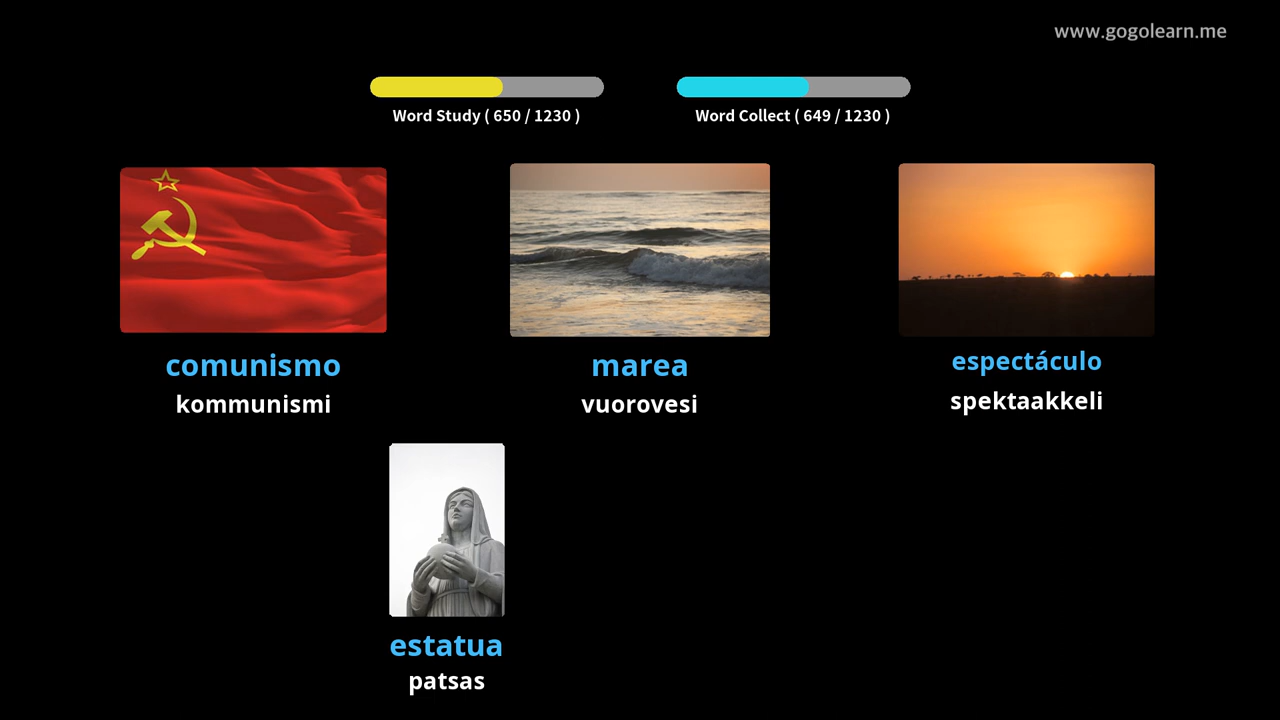 www.gogolearn.me
Word Study ( 650 / 1230 )
Word Collect ( 649 / 1230 )
comunismo
kommunismi
marea
vuorovesi
espectáculo
spektaakkeli
estatua
patsas